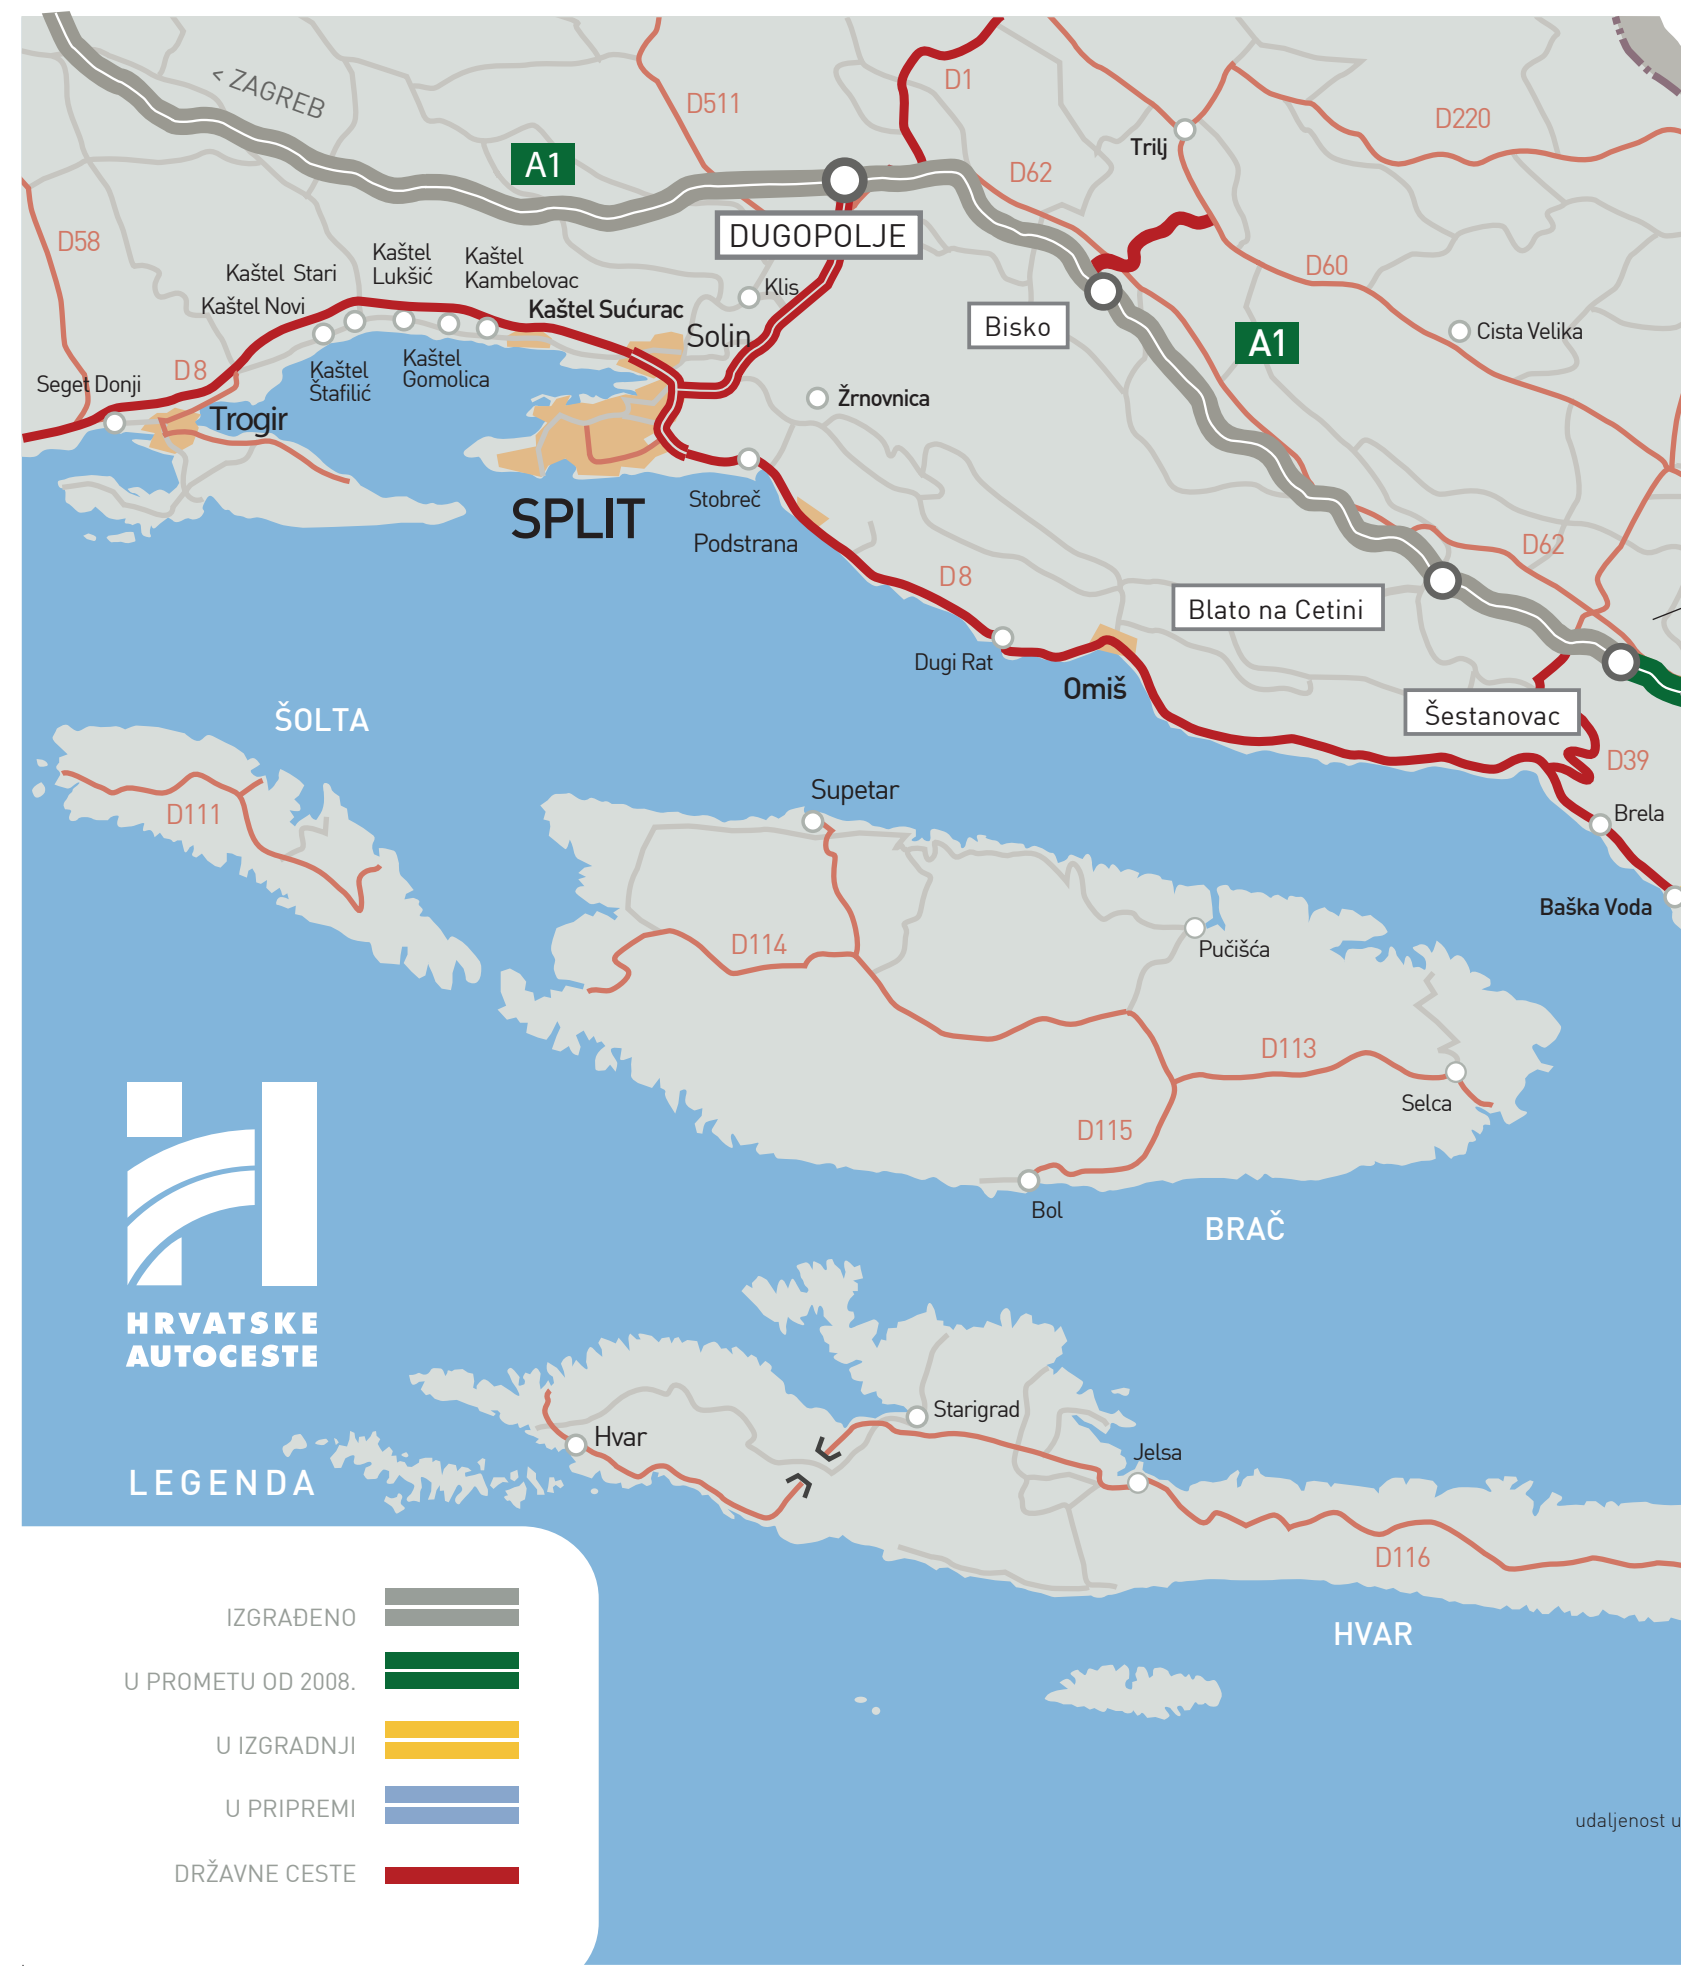 < ZAGREB
D1
D511
D220
Trilj
A1
D62
DUGOPOLJE
D58
Kaštel
Lukšić
Kaštel
Kambelovac
Kaštel Stari
D60
Kaštel Novi
Klis
Kaštel Sućurac
Bisko
Solin
A1
Cista Velika
D8
Seget Donji
Kaštel
Štafilić
Kaštel
Gomolica
Žrnovnica
Trogir
SPLIT
Stobreč
Podstrana
D62
D8
Blato na Cetini
Dugi Rat
Omiš
ŠOLTA
Šestanovac
D39
Supetar
D111
Brela
Baška Voda
D114
Pučišća
D113
Selca
D115
Bol
BRAČ
HRVATSKE
AUTOCESTE
Starigrad
Hvar
Jelsa
LEGENDA
D116
IZGRAĐENO
HVAR
U PROMETU OD 2008.
U IZGRADNJI
U PRIPREMI
udaljenost u
DRŽAVNE CESTE